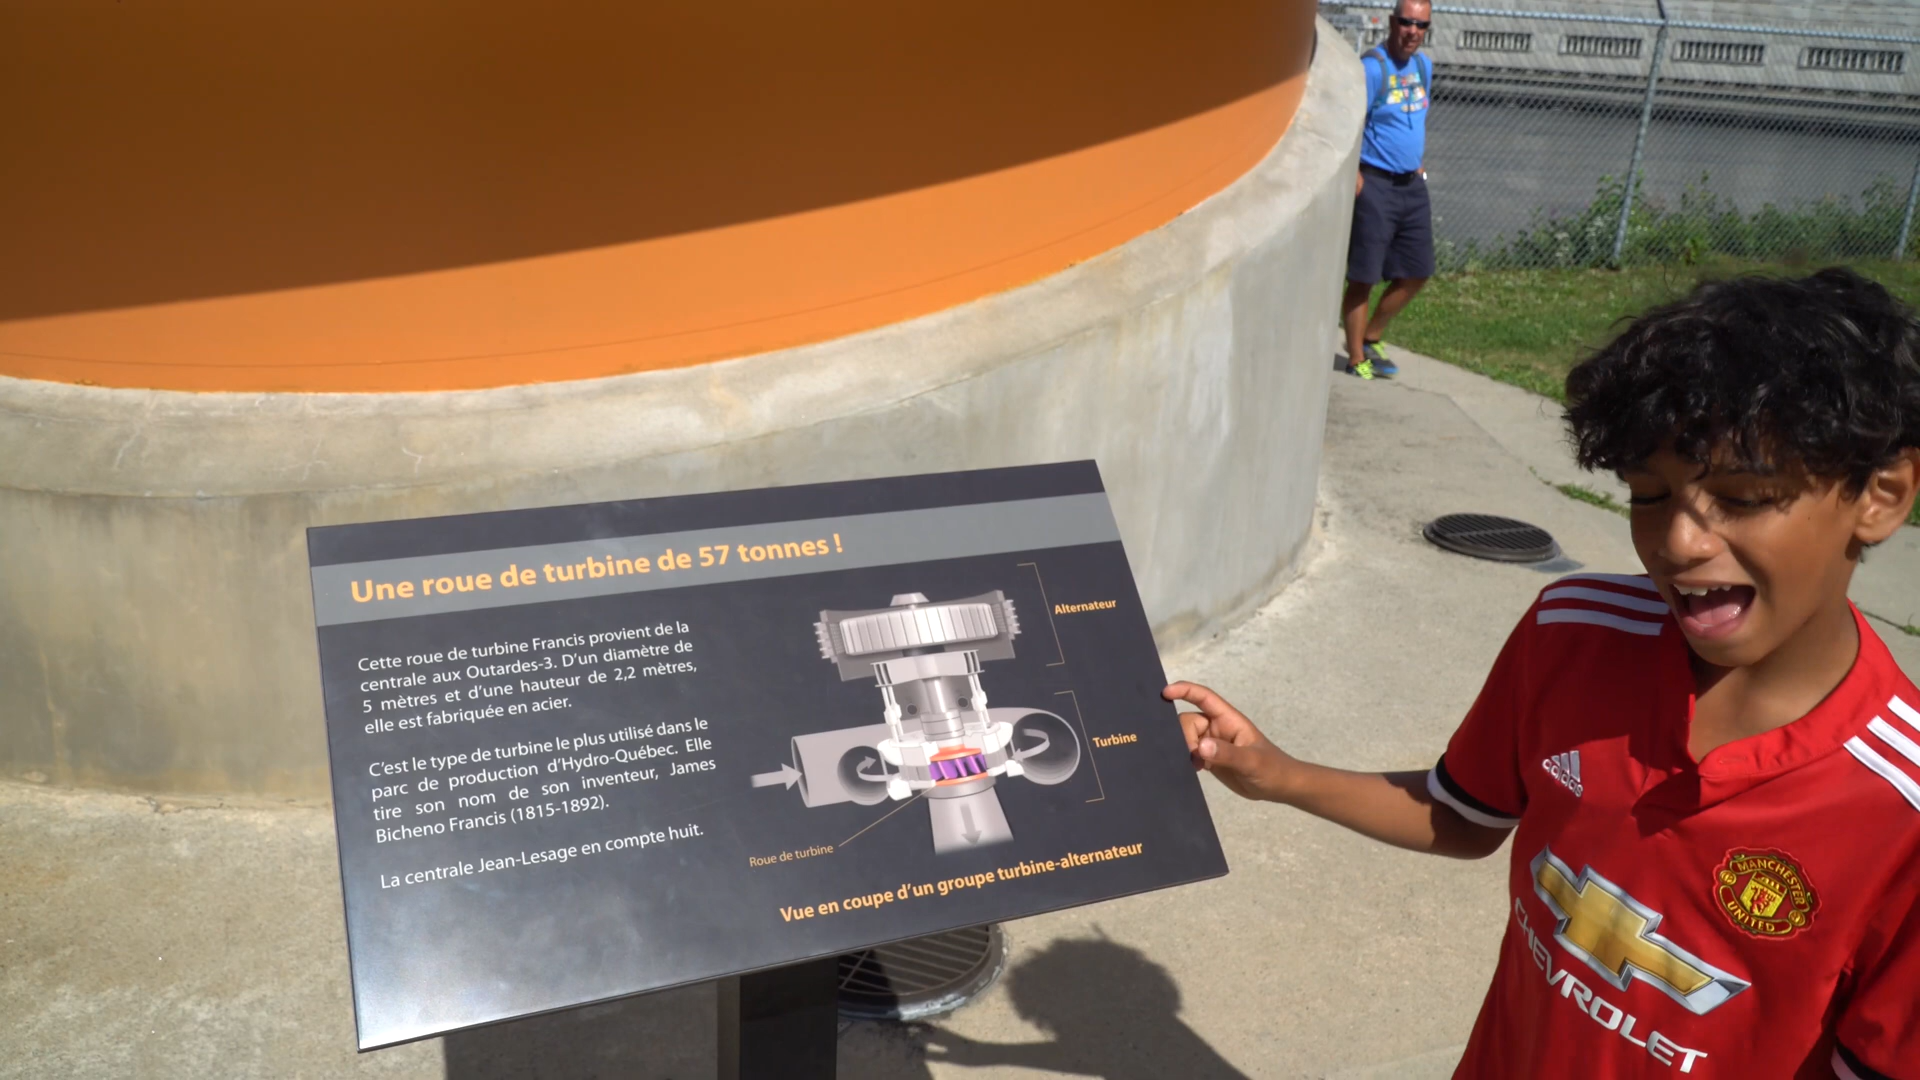 Une roue de turbine de 57 tonnes !
Cette roue de turbine Francis provient de la
centrale aux Outardes-3. D'un diamètre de
5 mètres et d'une hauteur de 2,2 mètres,
elle est fabriquée en acier.
C'est le type de turbine le plus utilisé dans le
parc de production d'Hydro-Québec. Elle
tire son nom de son inventeur, James
Bicheno Francis (1815-1892).
La centrale Jean-Lesage en compte huit.
Alternateur
Turbine
Roue de turbine
Vue en coupe d'un groupe turbine-alternateur
adidas
MANCHESTER
UNITED
CHEVROLET